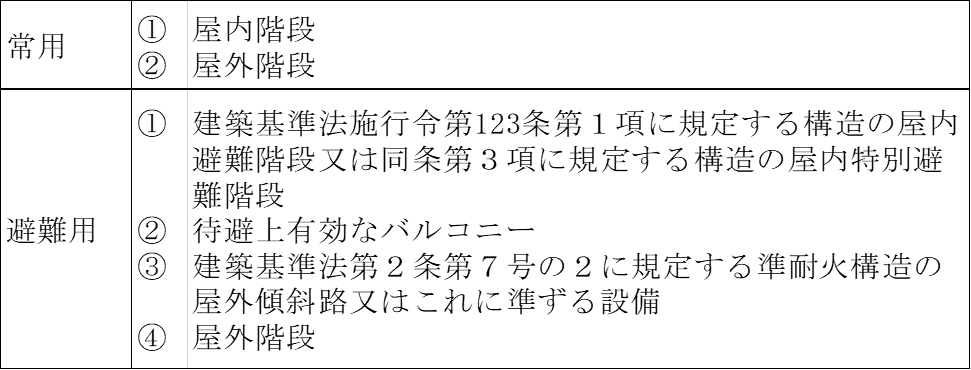 常用
① 屋内階段
② 屋外階段
避難用
① 建築基準法施行令第123条第１項に規定する構造の屋内
避難階段又は同条第３項に規定する構造の屋内特別避
難階段
② 待避上有効なバルコニー
③ 建築基準法第２条第７号の２に規定する準耐火構造の
屋外傾斜路又はこれに準ずる設備
④ 屋外階段